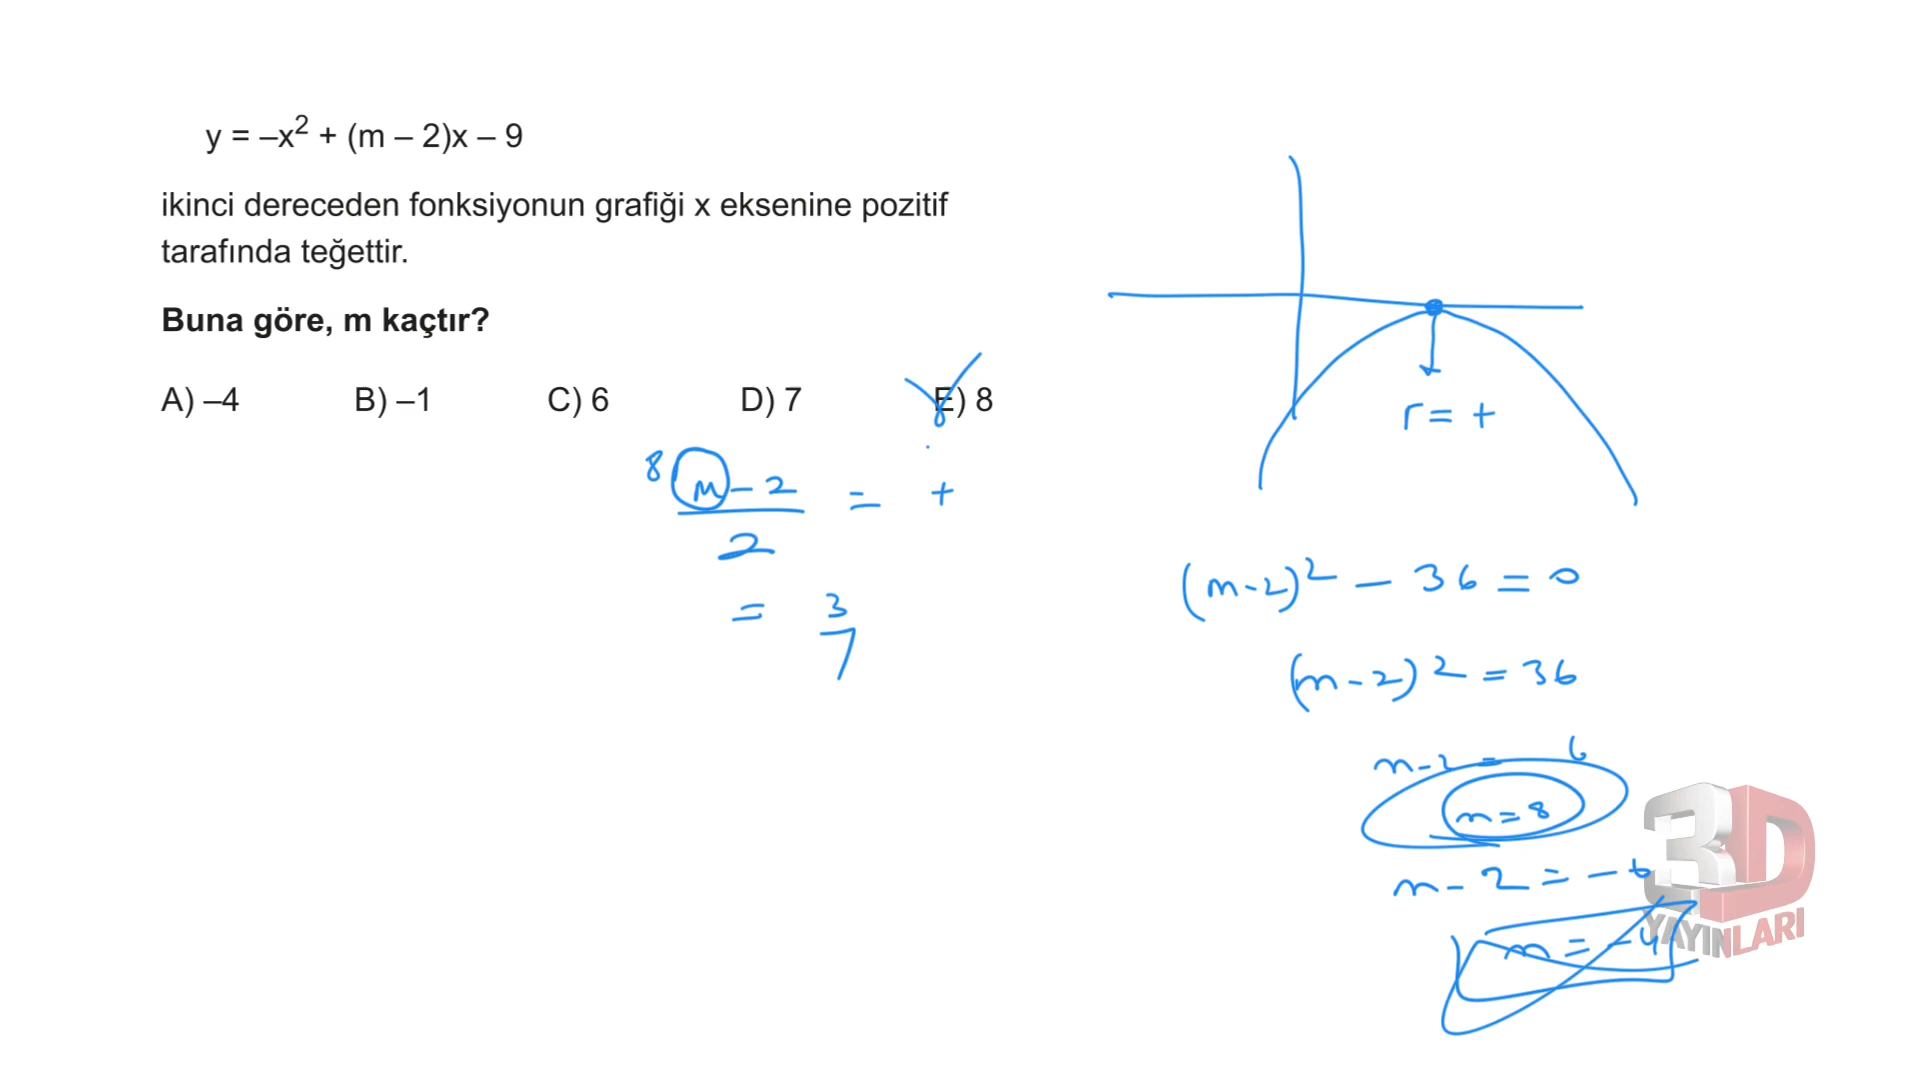 y = –x² + (m – 2)x – 9
ikinci dereceden fonksiyonun grafiği x eksenine pozitif
tarafında teğettir.
Buna göre, m kaçtır?
A) –4 B) –1 C) 6 D) 7 E) 8
8
m - 2 = +
2
= 3
r = +
(m-2)² - 36 = 0
(m-2)² = 36
m-2 = 6
m = 8
m - 2 = -6
m = -4
3D
YAYINLARI